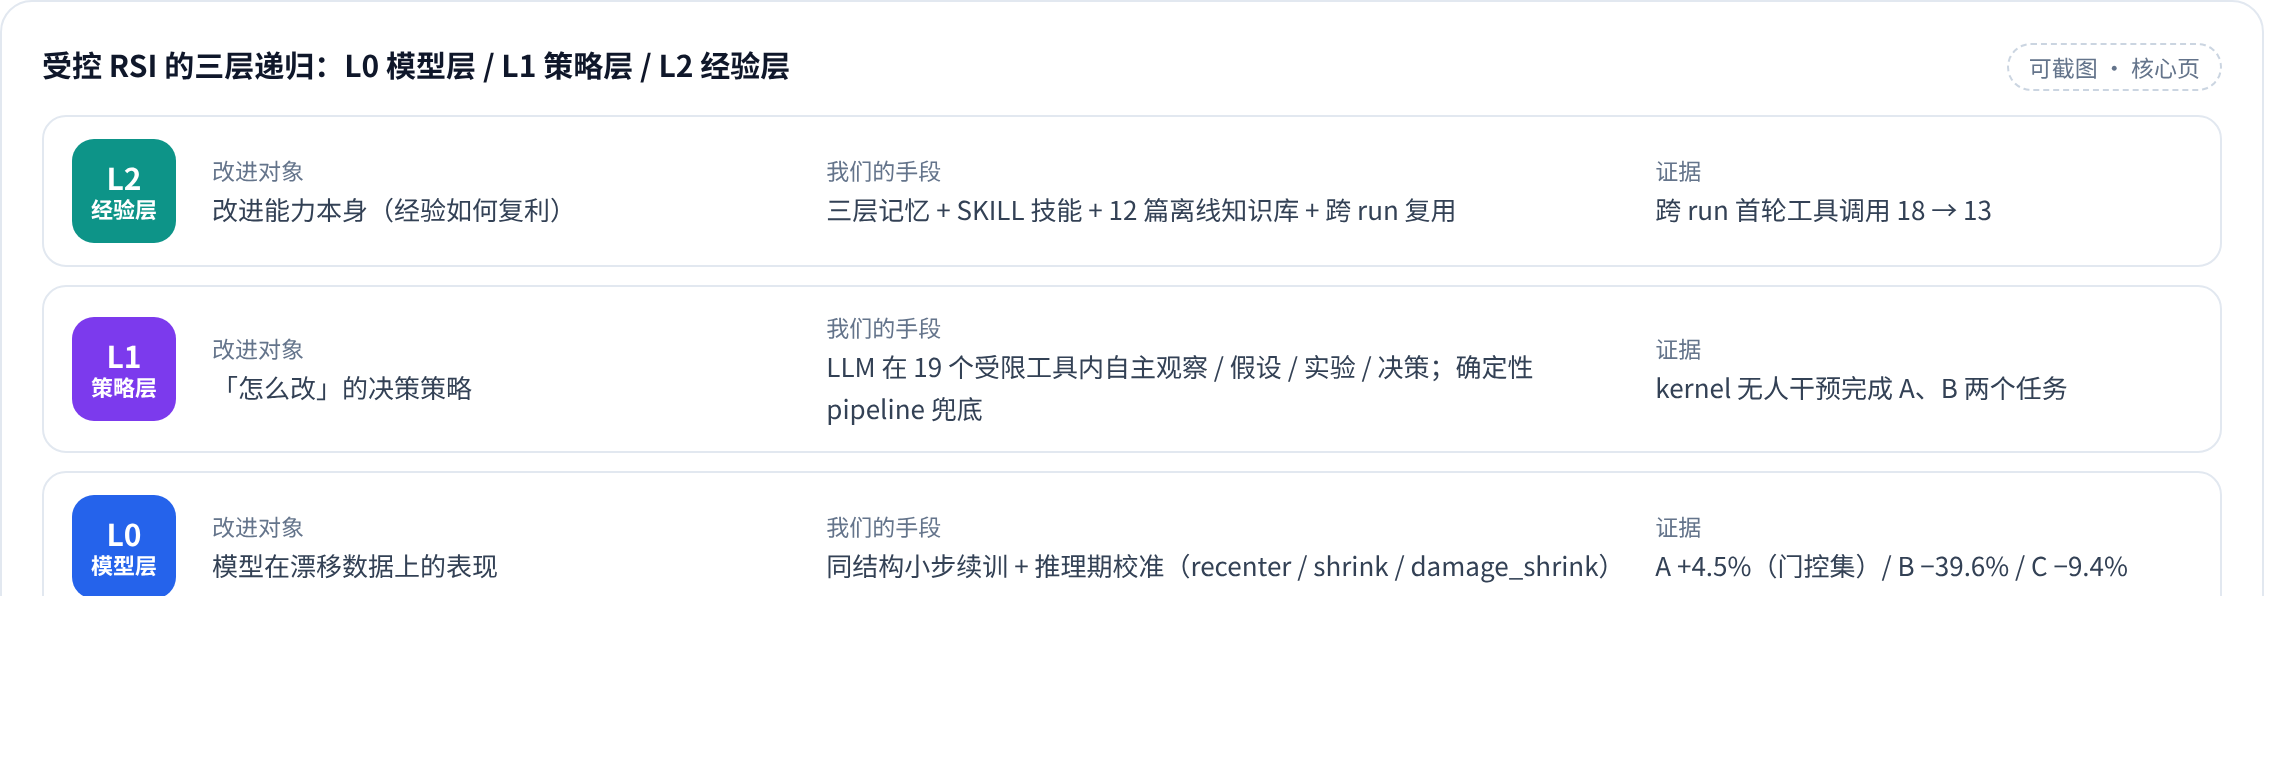 受控 RSI 的三层递归：L0 模型层 / L1 策略层 / L2 经验层
可截图 · 核心页
L2
经验层
改进对象
改进能力本身（经验如何复利）
我们的手段
三层记忆 + SKILL 技能 + 12 篇离线知识库 + 跨 run 复用
证据
跨 run 首轮工具调用 18 → 13
L1
策略层
改进对象
「怎么改」的决策策略
我们的手段
LLM 在 19 个受限工具内自主观察 / 假设 / 实验 / 决策；确定性
pipeline 兜底
证据
kernel 无人干预完成 A、B 两个任务
L0
模型层
改进对象
模型在漂移数据上的表现
我们的手段
同结构小步续训 + 推理期校准（recenter / shrink / damage_shrink）
证据
A +4.5%（门控集）/ B −39.6% / C −9.4%